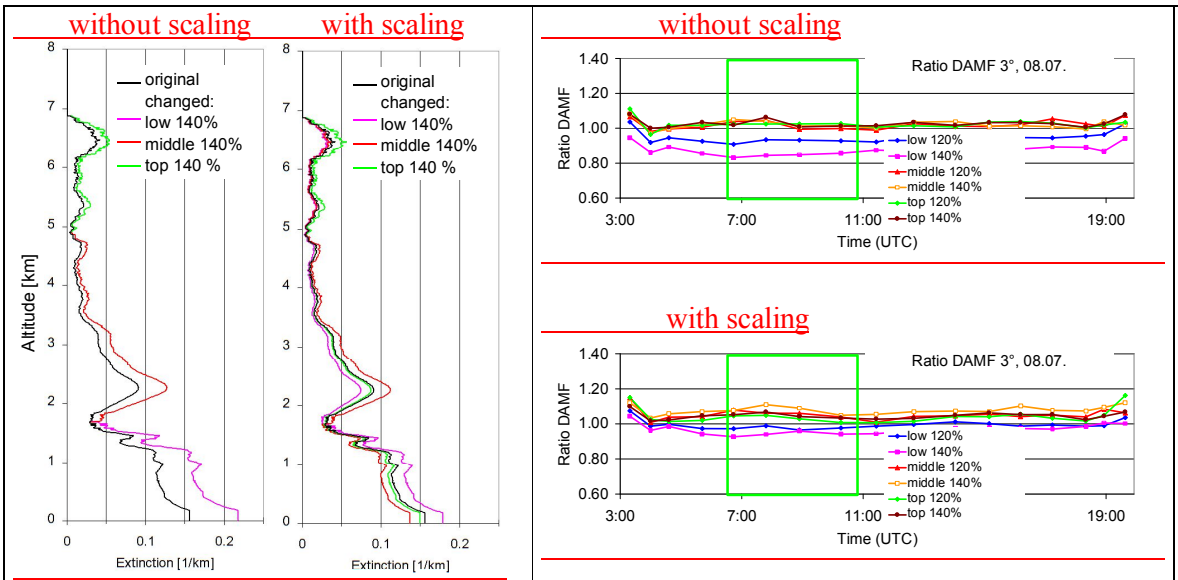 without scaling
with scaling
8
7
6
5
4
3
2
1
0
Altitude [km]
original
changed:
low 140%
middle 140%
top 140 %
0
0.1
0.2
Extinction [1/km]
8
7
6
5
4
3
2
1
0
original
changed:
low 140%
middle 140%
top 140%
0
0.1
0.2
Extinction [1/km]
without scaling
1.40
1.20
1.00
0.80
0.60
Ratio DAMF
Ratio DAMF 3°, 08.07.
low 120%
low 140%
middle 120%
middle 140%
top 120%
top 140%
3:00
7:00
11:00
19:00
Time (UTC)
with scaling
1.40
1.20
1.00
0.80
0.60
Ratio DAMF
Ratio DAMF 3°, 08.07.
low 120%
low 140%
middle 120%
middle 140%
top 120%
top 140%
3:00
7:00
11:00
19:00
Time (UTC)